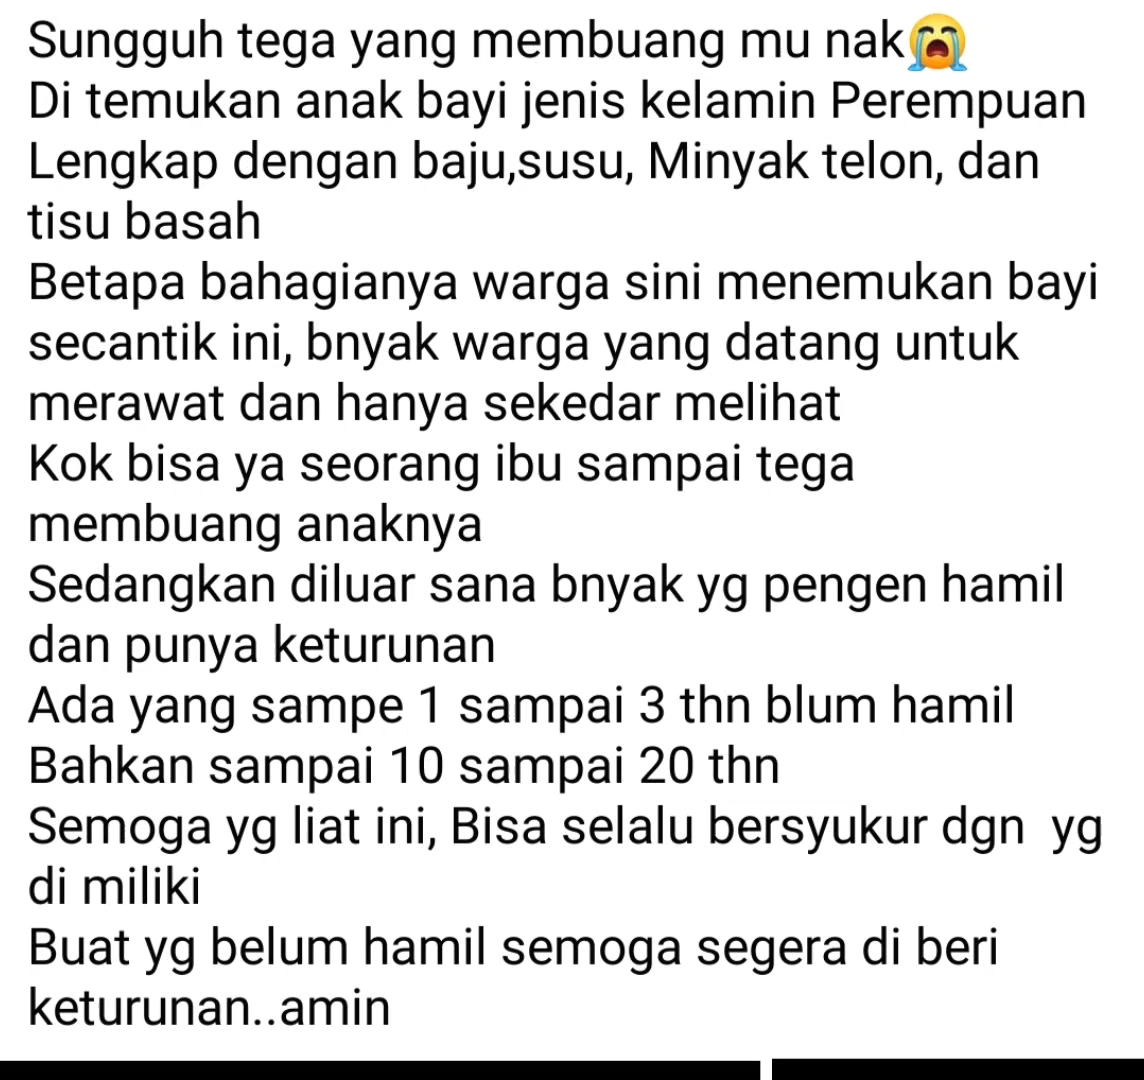 Sungguh tega yang membuang mu nak😭
Di temukan anak bayi jenis kelamin Perempuan
Lengkap dengan baju,susu, Minyak telon, dan
tisu basah
Betapa bahagianya warga sini menemukan bayi
secantik ini, bnyak warga yang datang untuk
merawat dan hanya sekedar melihat
Kok bisa ya seorang ibu sampai tega
membuang anaknya
Sedangkan diluar sana bnyak yg pengen hamil
dan punya keturunan
Ada yang sampe 1 sampai 3 thn blum hamil
Bahkan sampai 10 sampai 20 thn
Semoga yg liat ini, Bisa selalu bersyukur dgn  yg
di miliki
Buat yg belum hamil semoga segera di beri
keturunan..amin